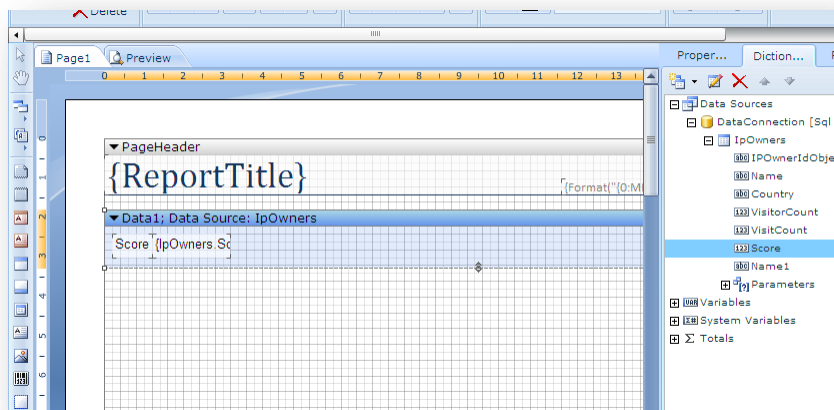 Delete
Page1 Preview
Proper... Diction...
0 1 2 3 4 5 6 7 8 9 10 11 12 13
Data Sources
DataConnection [Sql
IpOwners
IPOwnerIdObje
Name
Country
VisitorCount
VisitCount
Score
Name1
Parameters
Variables
System Variables
Totals
PageHeader
{ReportTitle}
{Format("{0:M
Data1; Data Source: IpOwners
Score {IpOwners.Sc